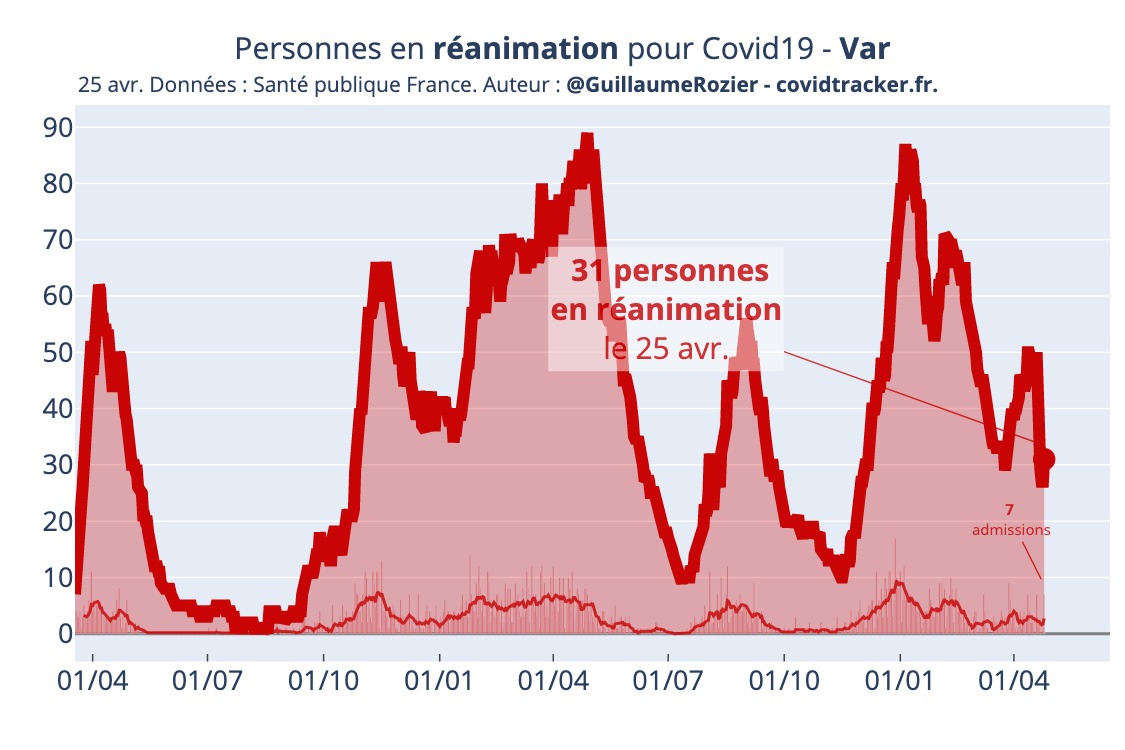 Personnes en réanimation pour Covid19 - Var
25 avr. Données : Santé publique France. Auteur : @GuillaumeRozier - covidtracker.fr.
90
80
70
60
50
40
30
20
10
0
31 personnes
en réanimation
le 25 avr.
7
admissions
01/04 01/07 01/10 01/01 01/04 01/07 01/10 01/01 01/04